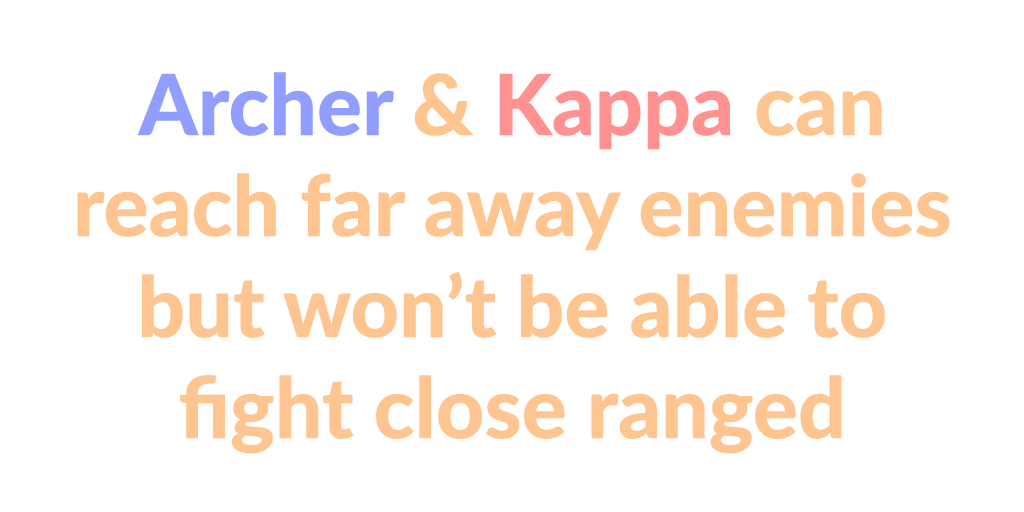 Archer & Kappa can
reach far away enemies
but won’t be able to
fight close ranged